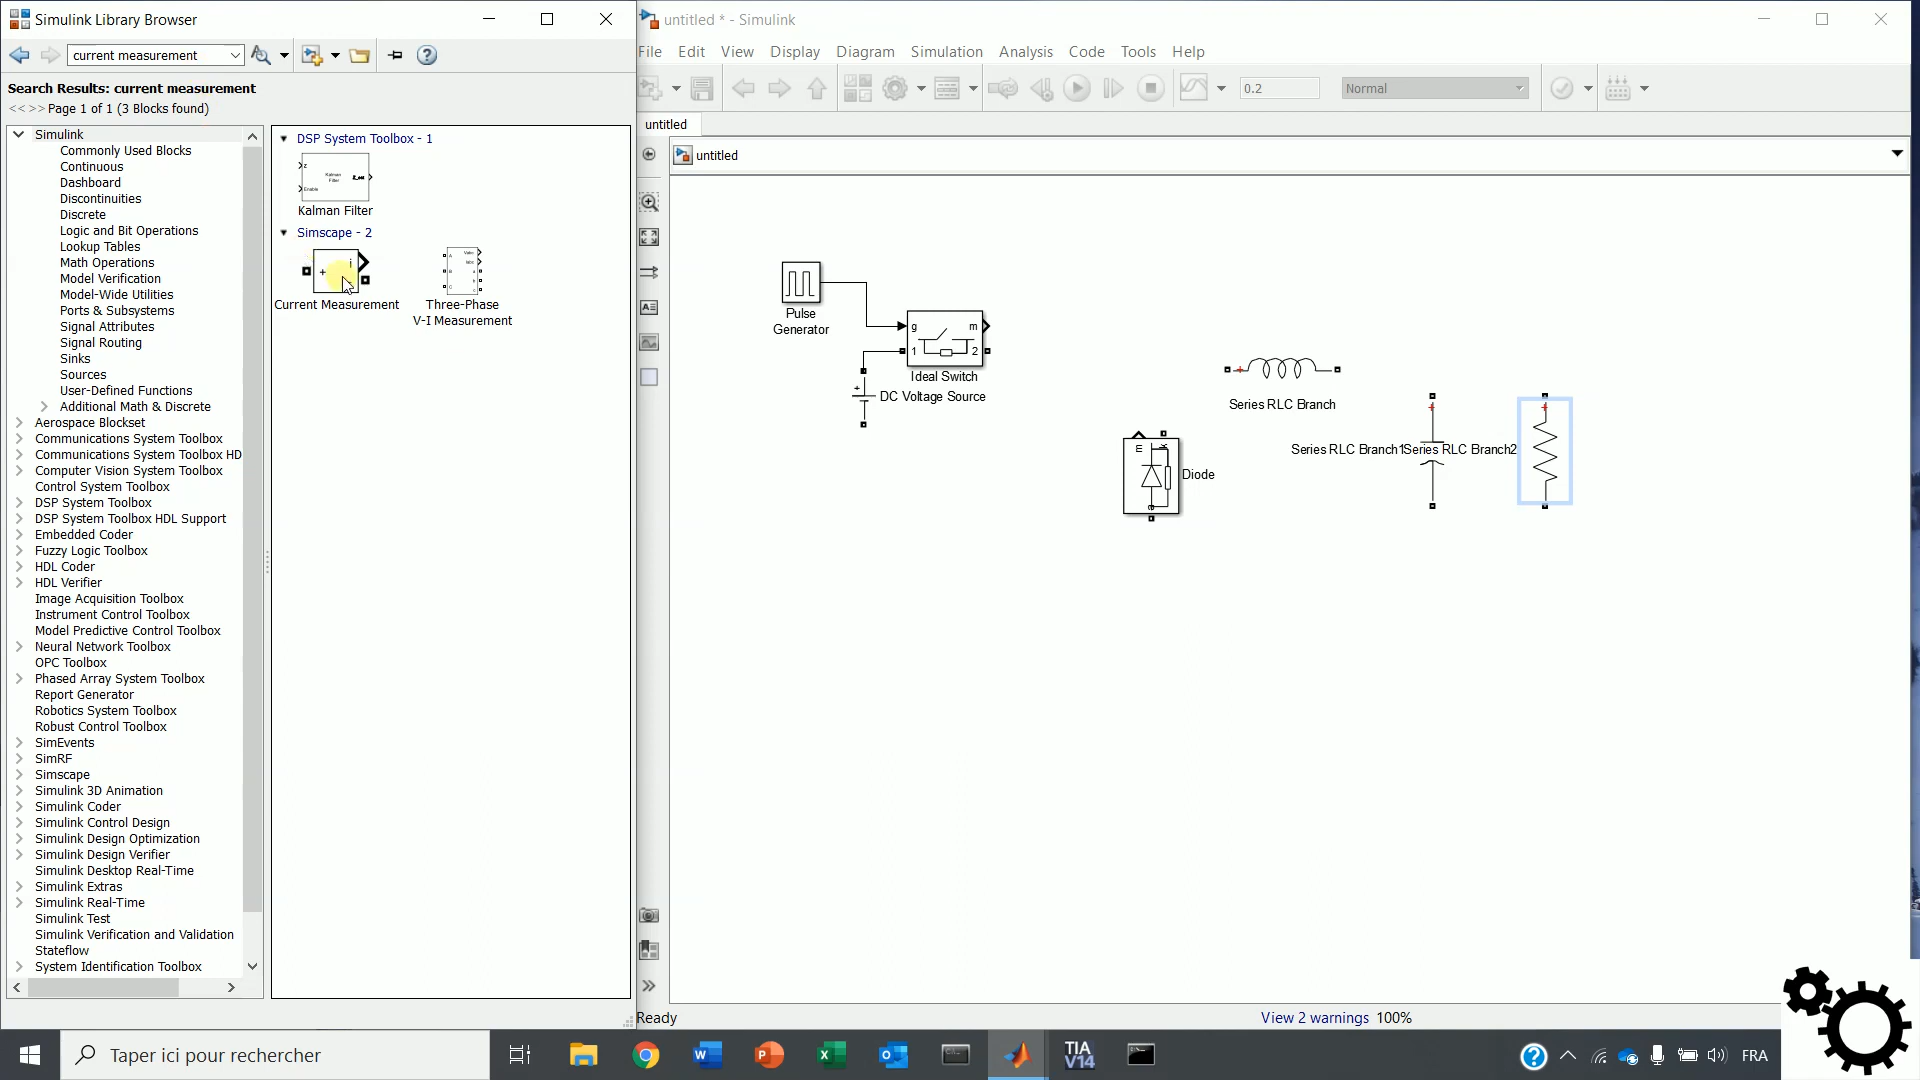 Simulink Library Browser
current measurement
Search Results: current measurement
<< >> Page 1 of 1 (3 Blocks found)
Simulink
Commonly Used Blocks
Continuous
Dashboard
Discontinuities
Discrete
Logic and Bit Operations
Lookup Tables
Math Operations
Model Verification
Model-Wide Utilities
Ports & Subsystems
Signal Attributes
Signal Routing
Sinks
Sources
User-Defined Functions
Additional Math & Discrete
Aerospace Blockset
Communications System Toolbox
Communications System Toolbox HD
Computer Vision System Toolbox
Control System Toolbox
DSP System Toolbox
DSP System Toolbox HDL Support
Embedded Coder
Fuzzy Logic Toolbox
HDL Coder
HDL Verifier
Image Acquisition Toolbox
Instrument Control Toolbox
Model Predictive Control Toolbox
Neural Network Toolbox
OPC Toolbox
Phased Array System Toolbox
Report Generator
Robotics System Toolbox
Robust Control Toolbox
SimEvents
SimRF
Simscape
Simulink 3D Animation
Simulink Coder
Simulink Control Design
Simulink Design Optimization
Simulink Design Verifier
Simulink Desktop Real-Time
Simulink Extras
Simulink Real-Time
Simulink Test
Simulink Verification and Validation
Stateflow
System Identification Toolbox
DSP System Toolbox - 1
z
Kalman
Filter
Enable
Kalman Filter
Simscape - 2
+ i
Current Measurement
Vabc
Iabc
A a
B b
C c
Three-Phase
V-I Measurement
untitled * - Simulink
File Edit View Display Diagram Simulation Analysis Code Tools Help
0.2
Normal
untitled
untitled
Pulse
Generator
g m
1 2
Ideal Switch
+
DC Voltage Source
m k
a
Diode
+
Series RLC Branch
+
Series RLC Branch1
Series RLC Branch2
+
Ready
View 2 warnings 100%
Taper ici pour rechercher
TIA
V14
FRA